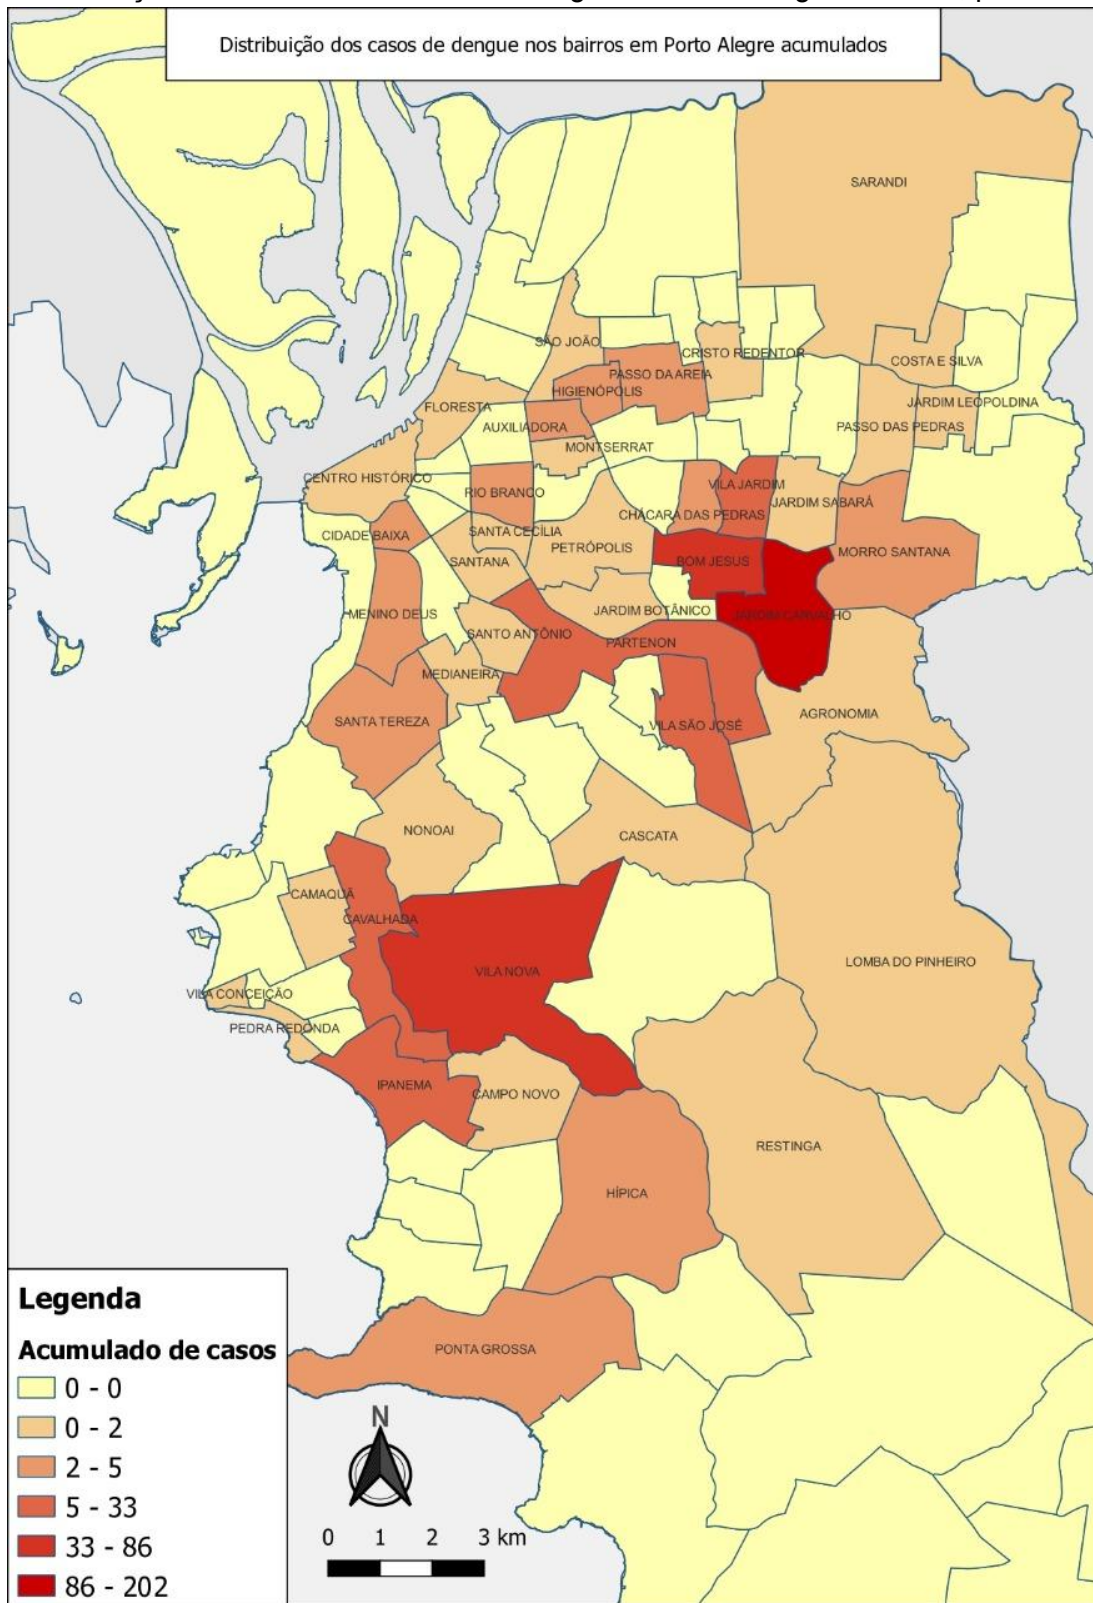 Distribuição dos casos de dengue nos bairros em Porto Alegre acumulados
SARANDI
SÃO JOÃO
CRISTO REDENTOR
COSTA E SILVA
PASSO DA AREIA
HIGIENÓPOLIS
JARDIM LEOPOLDINA
FLORESTA
AUXILIADORA
PASSO DAS PEDRAS
MONTSERRAT
CENTRO HISTÓRICO
VILA JARDIM
RIO BRANCO
JARDIM SABARÁ
CHÁCARA DAS PEDRAS
CIDADE BAIXA
SANTA CECÍLIA
PETRÓPOLIS
MORRO SANTANA
SANTANA
BOM JESUS
MENINO DEUS
JARDIM BOTÂNICO
JARDIM CARVALHO
SANTO ANTÔNIO
PARTENON
MEDIANEIRA
AGRONOMIA
SANTA TEREZA
VILA SÃO JOSÉ
NONOAI
CASCATA
CAMAQUÃ
CAVALHADA
LOMBA DO PINHEIRO
VILA NOVA
VILA CONCEIÇÃO
PEDRA REDONDA
IPANEMA
CAMPO NOVO
RESTINGA
HÍPICA
PONTA GROSSA
Legenda
Acumulado de casos
0 - 0
0 - 2
2 - 5
5 - 33
33 - 86
86 - 202
N
0 1 2 3 km